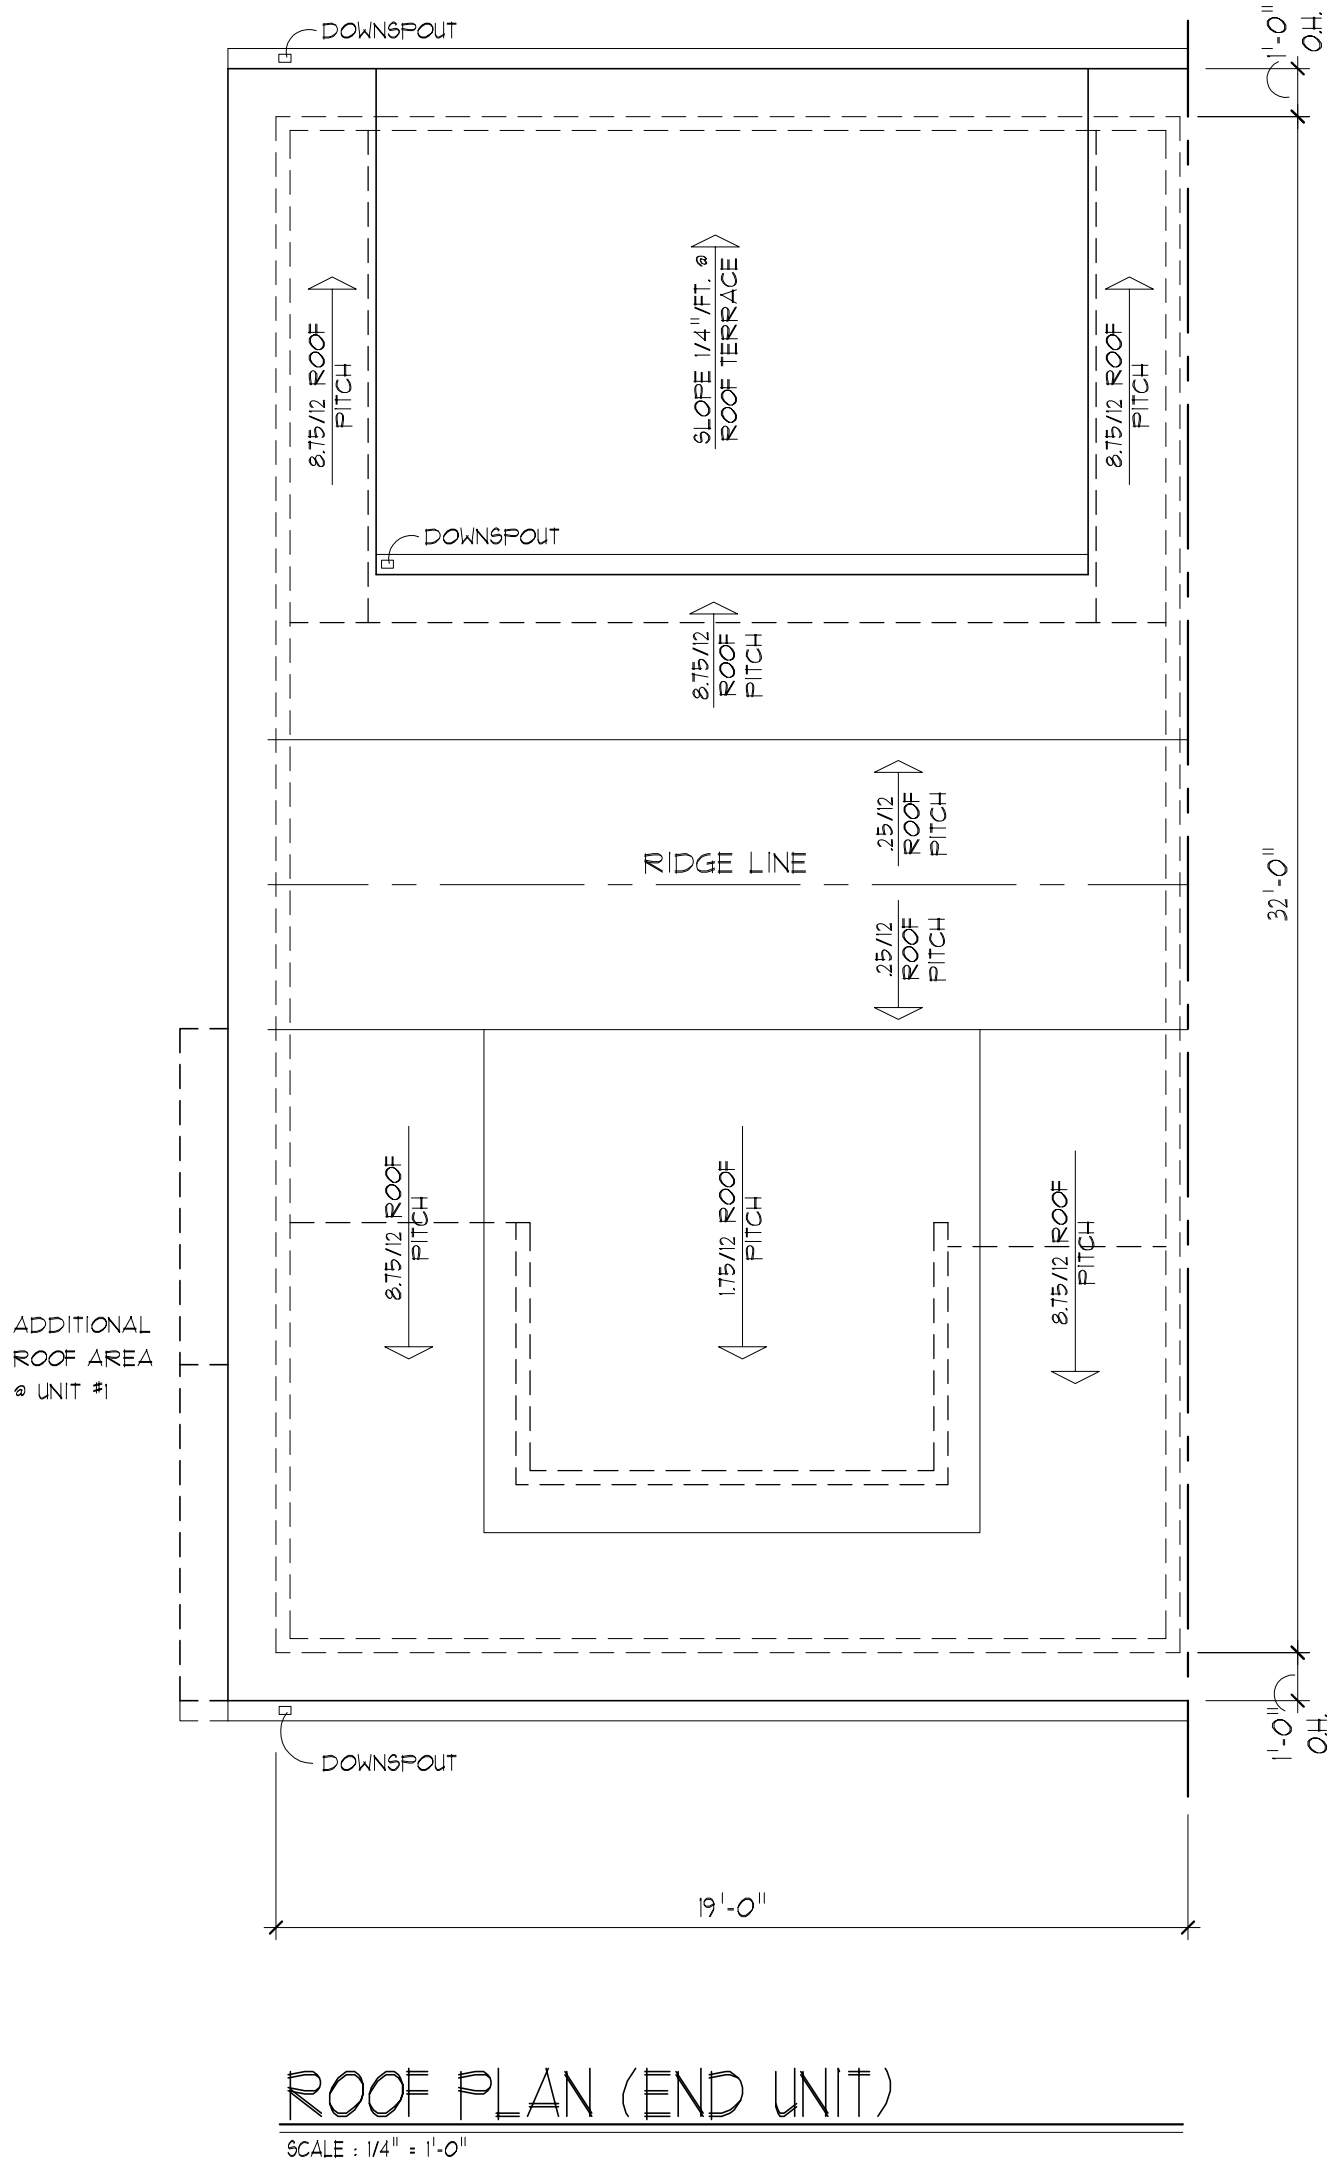 DOWNSPOUT
1'-0"
O.H.
8.75/12 ROOF
PITCH
SLOPE 1/4"/FT. @
ROOF TERRACE
8.75/12 ROOF
PITCH
DOWNSPOUT
8.75/12
ROOF
PITCH
.25/12
ROOF
PITCH
RIDGE LINE
32'-0"
.25/12
ROOF
PITCH
8.75/12 ROOF
PITCH
1.75/12 ROOF
PITCH
8.75/12 ROOF
PITCH
ADDITIONAL
ROOF AREA
@ UNIT #1
1'-0"
O.H.
DOWNSPOUT
19'-0"
ROOF PLAN (END UNIT)
SCALE : 1/4" = 1'-0"